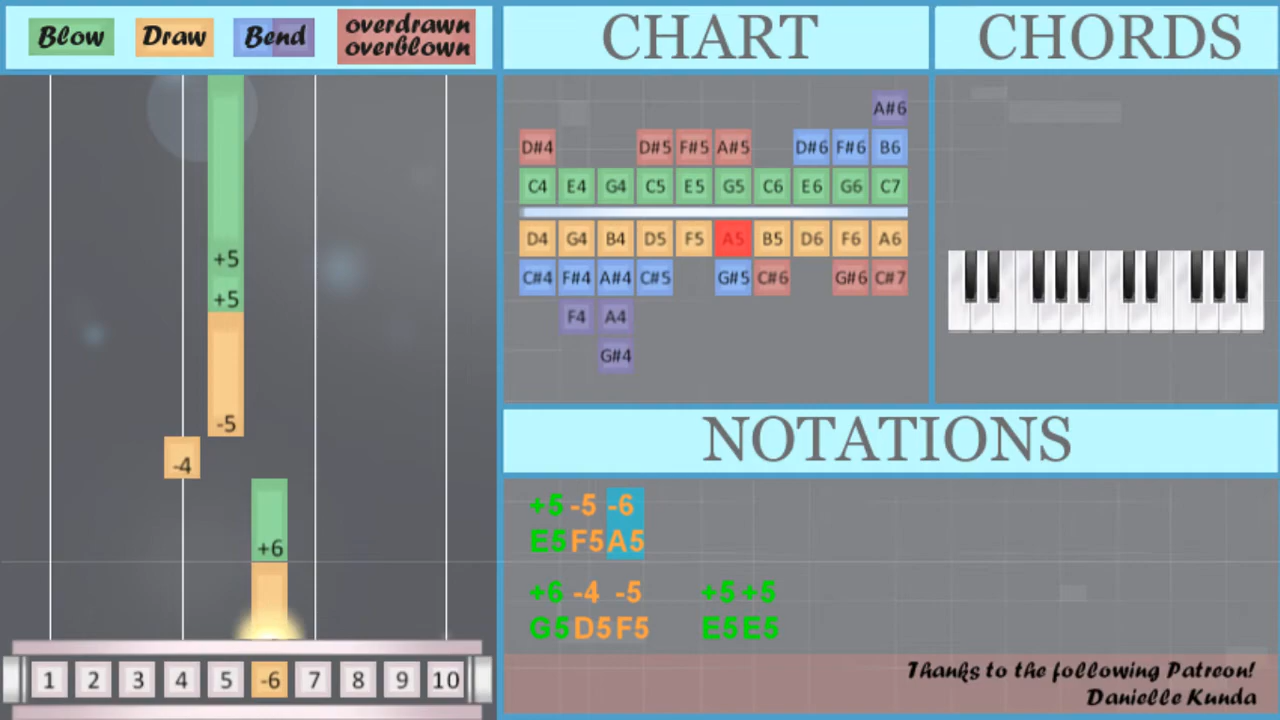 Blow Draw Bend overdrawn
overblown
CHART
CHORDS
A#6
D#4 D#5 F#5 A#5 D#6 F#6 B6
C4 E4 G4 C5 E5 G5 C6 E6 G6 C7
D4 G4 B4 D5 F5 A5 B5 D6 F6 A6
C#4 F#4 A#4 C#5 G#5 C#6 G#6 C#7
F4 A4
G#4
+5
+5
-5
-4
+6
1 2 3 4 5 -6 7 8 9 10
NOTATIONS
+5 -5 -6
E5 F5 A5
+6 -4 -5 +5 +5
G5 D5 F5 E5 E5
Thanks to the following Patreon!
Danielle Kunda